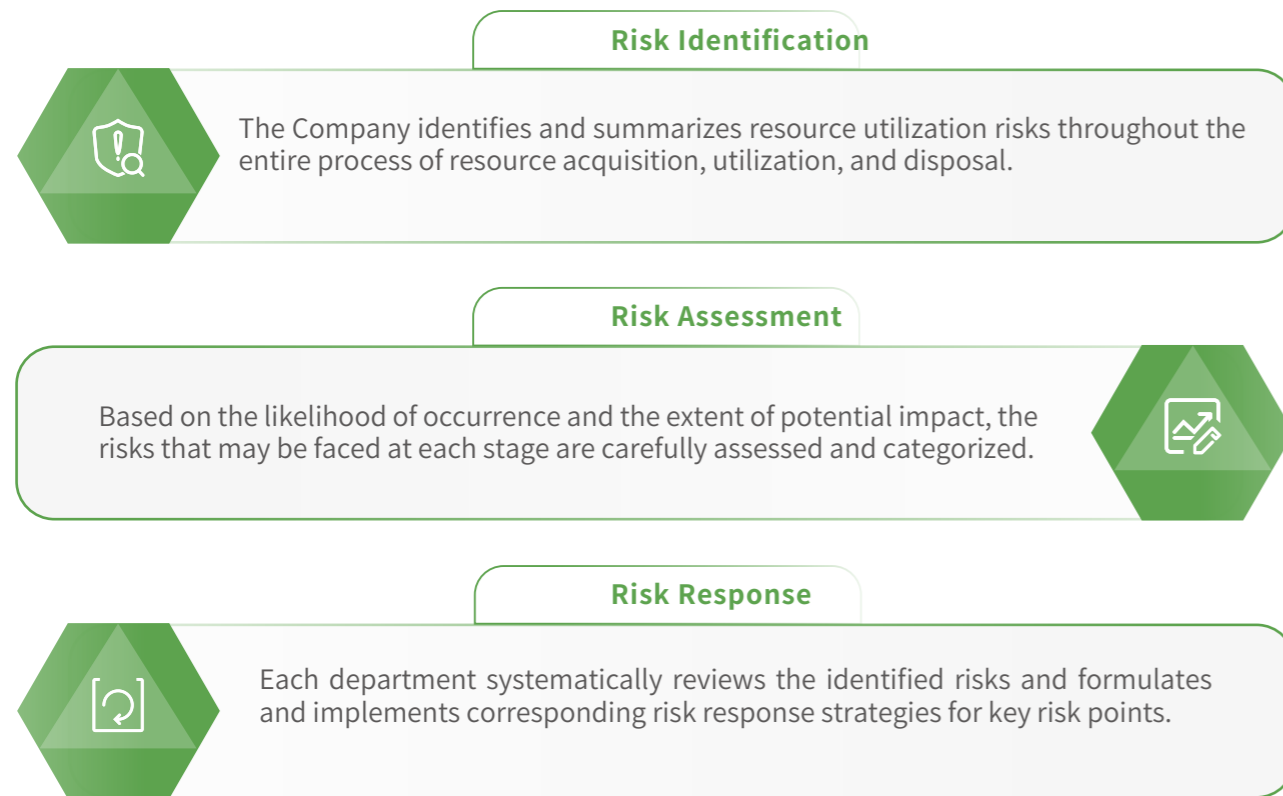 Risk Identification
The Company identifies and summarizes resource utilization risks throughout the
entire process of resource acquisition, utilization, and disposal.
Risk Assessment
Based on the likelihood of occurrence and the extent of potential impact, the
risks that may be faced at each stage are carefully assessed and categorized.
Risk Response
Each department systematically reviews the identified risks and formulates
and implements corresponding risk response strategies for key risk points.